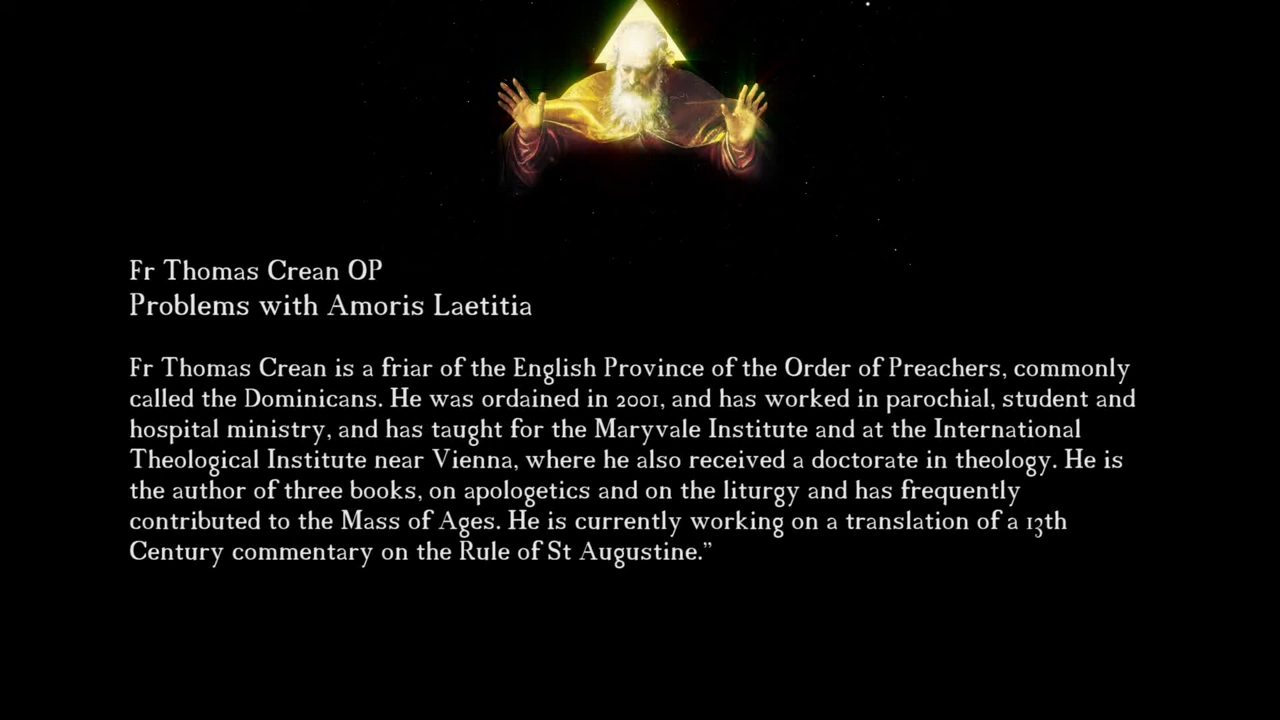 Fr Thomas Crean OP
Problems with Amoris Laetitia
Fr Thomas Crean is a friar of the English Province of the Order of Preachers, commonly
called the Dominicans. He was ordained in 2001, and has worked in parochial, student and
hospital ministry, and has taught for the Maryvale Institute and at the International
Theological Institute near Vienna, where he also received a doctorate in theology. He is
the author of three books, on apologetics and on the liturgy and has frequently
contributed to the Mass of Ages. He is currently working on a translation of a 13th
Century commentary on the Rule of St Augustine.”